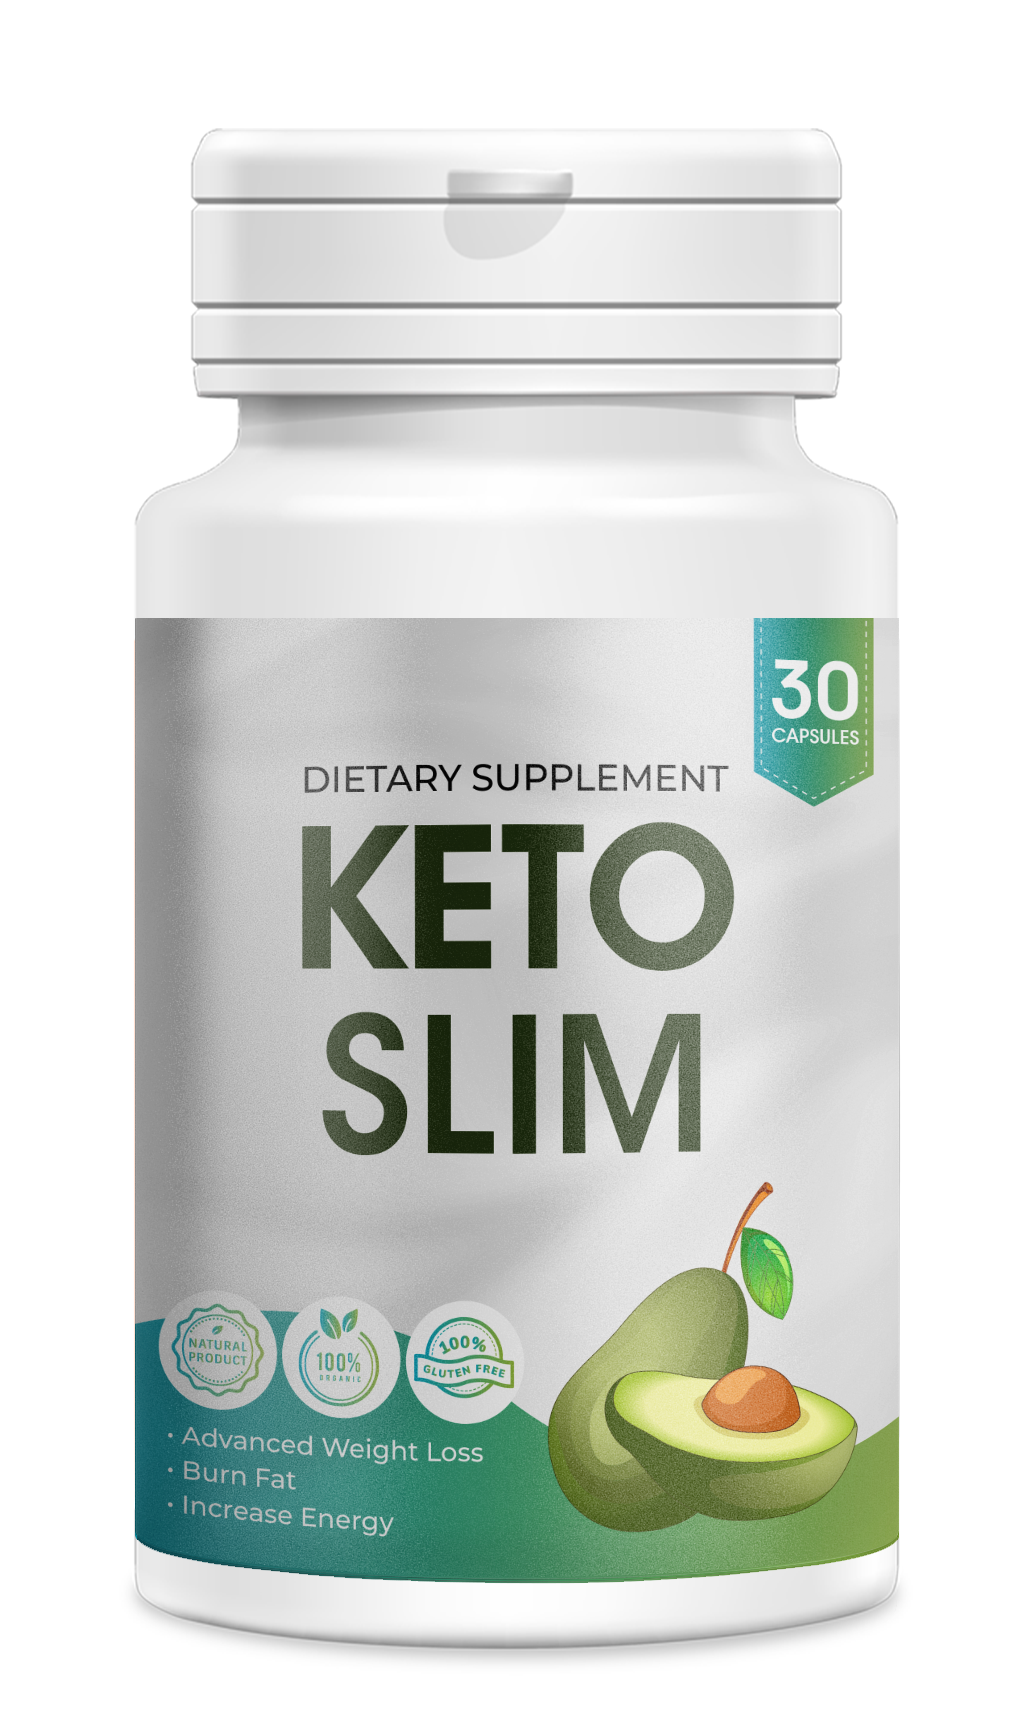 30
CAPSULES
DIETARY SUPPLEMENT
KETO
SLIM
NATURAL
PRODUCT
100%
ORGANIC
100%
GLUTEN FREE
• Advanced Weight Loss
• Burn Fat
• Increase Energy